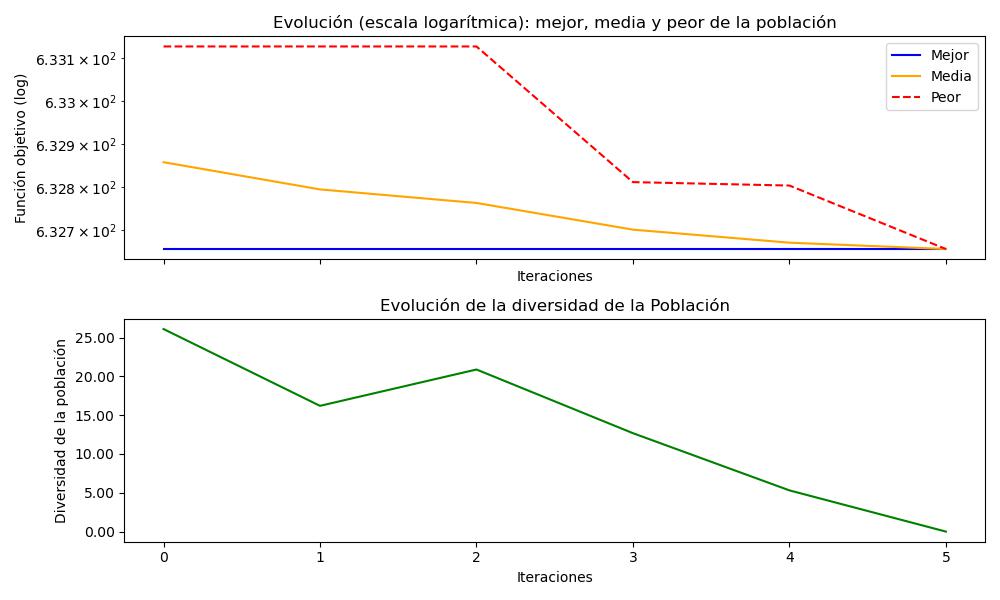 Evolución (escala logarítmica): mejor, media y peor de la población
Función objetivo (log)
6.331 × 10²
6.33 × 10²
6.329 × 10²
6.328 × 10²
6.327 × 10²
Mejor
Media
Peor
Iteraciones
Evolución de la diversidad de la Población
Diversidad de la población
25.00
20.00
15.00
10.00
5.00
0.00
0 1 2 3 4 5
Iteraciones